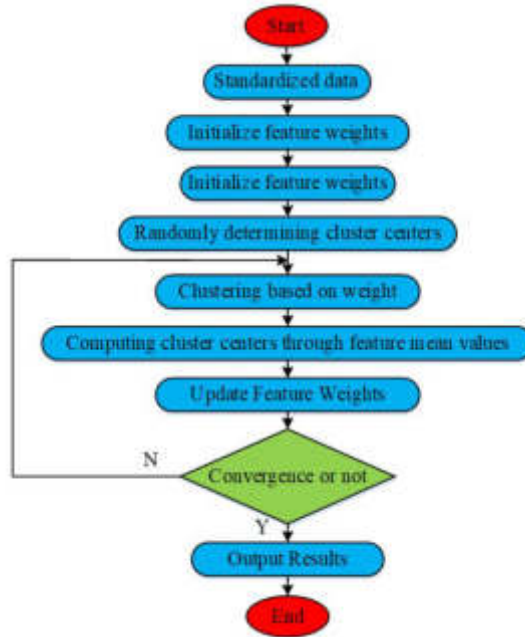 Start
Standardized data
Initialize feature weights
Initialize feature weights
Randomly determining cluster centers
Clustering based on weight
Computing cluster centers through feature mean values
Update Feature Weights
Convergence or not
N
Y
Output Results
End